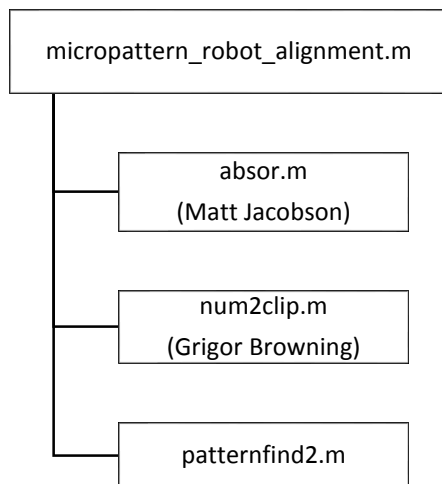 micropattern_robot_alignment.m
absor.m
(Matt Jacobson)
num2clip.m
(Grigor Browning)
patternfind2.m